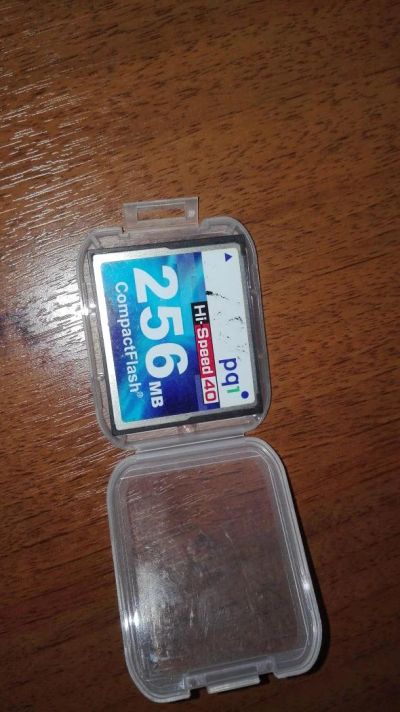 pqi
Hi-Speed 40
256 MB
CompactFlash®